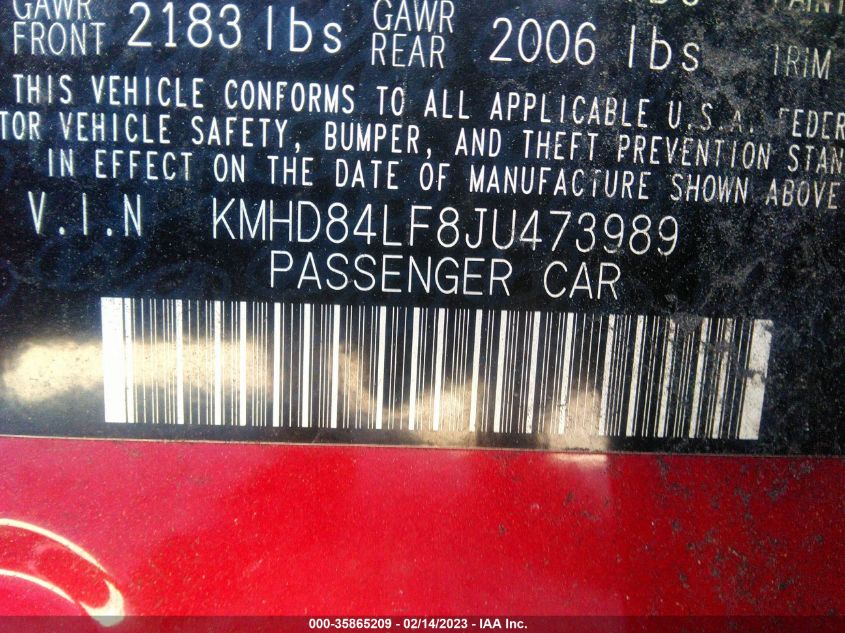 GAWR FRONT 2183 lbs GAWR REAR 2006 lbs TRIM
THIS VEHICLE CONFORMS TO ALL APPLICABLE U.S.A. FEDER
TOR VEHICLE SAFETY, BUMPER, AND THEFT PREVENTION STAN
IN EFFECT ON THE DATE OF MANUFACTURE SHOWN ABOVE
V.I.N KMHD84LF8JU473989
PASSENGER CAR
000-35865209 - 02/14/2023 - IAA Inc.